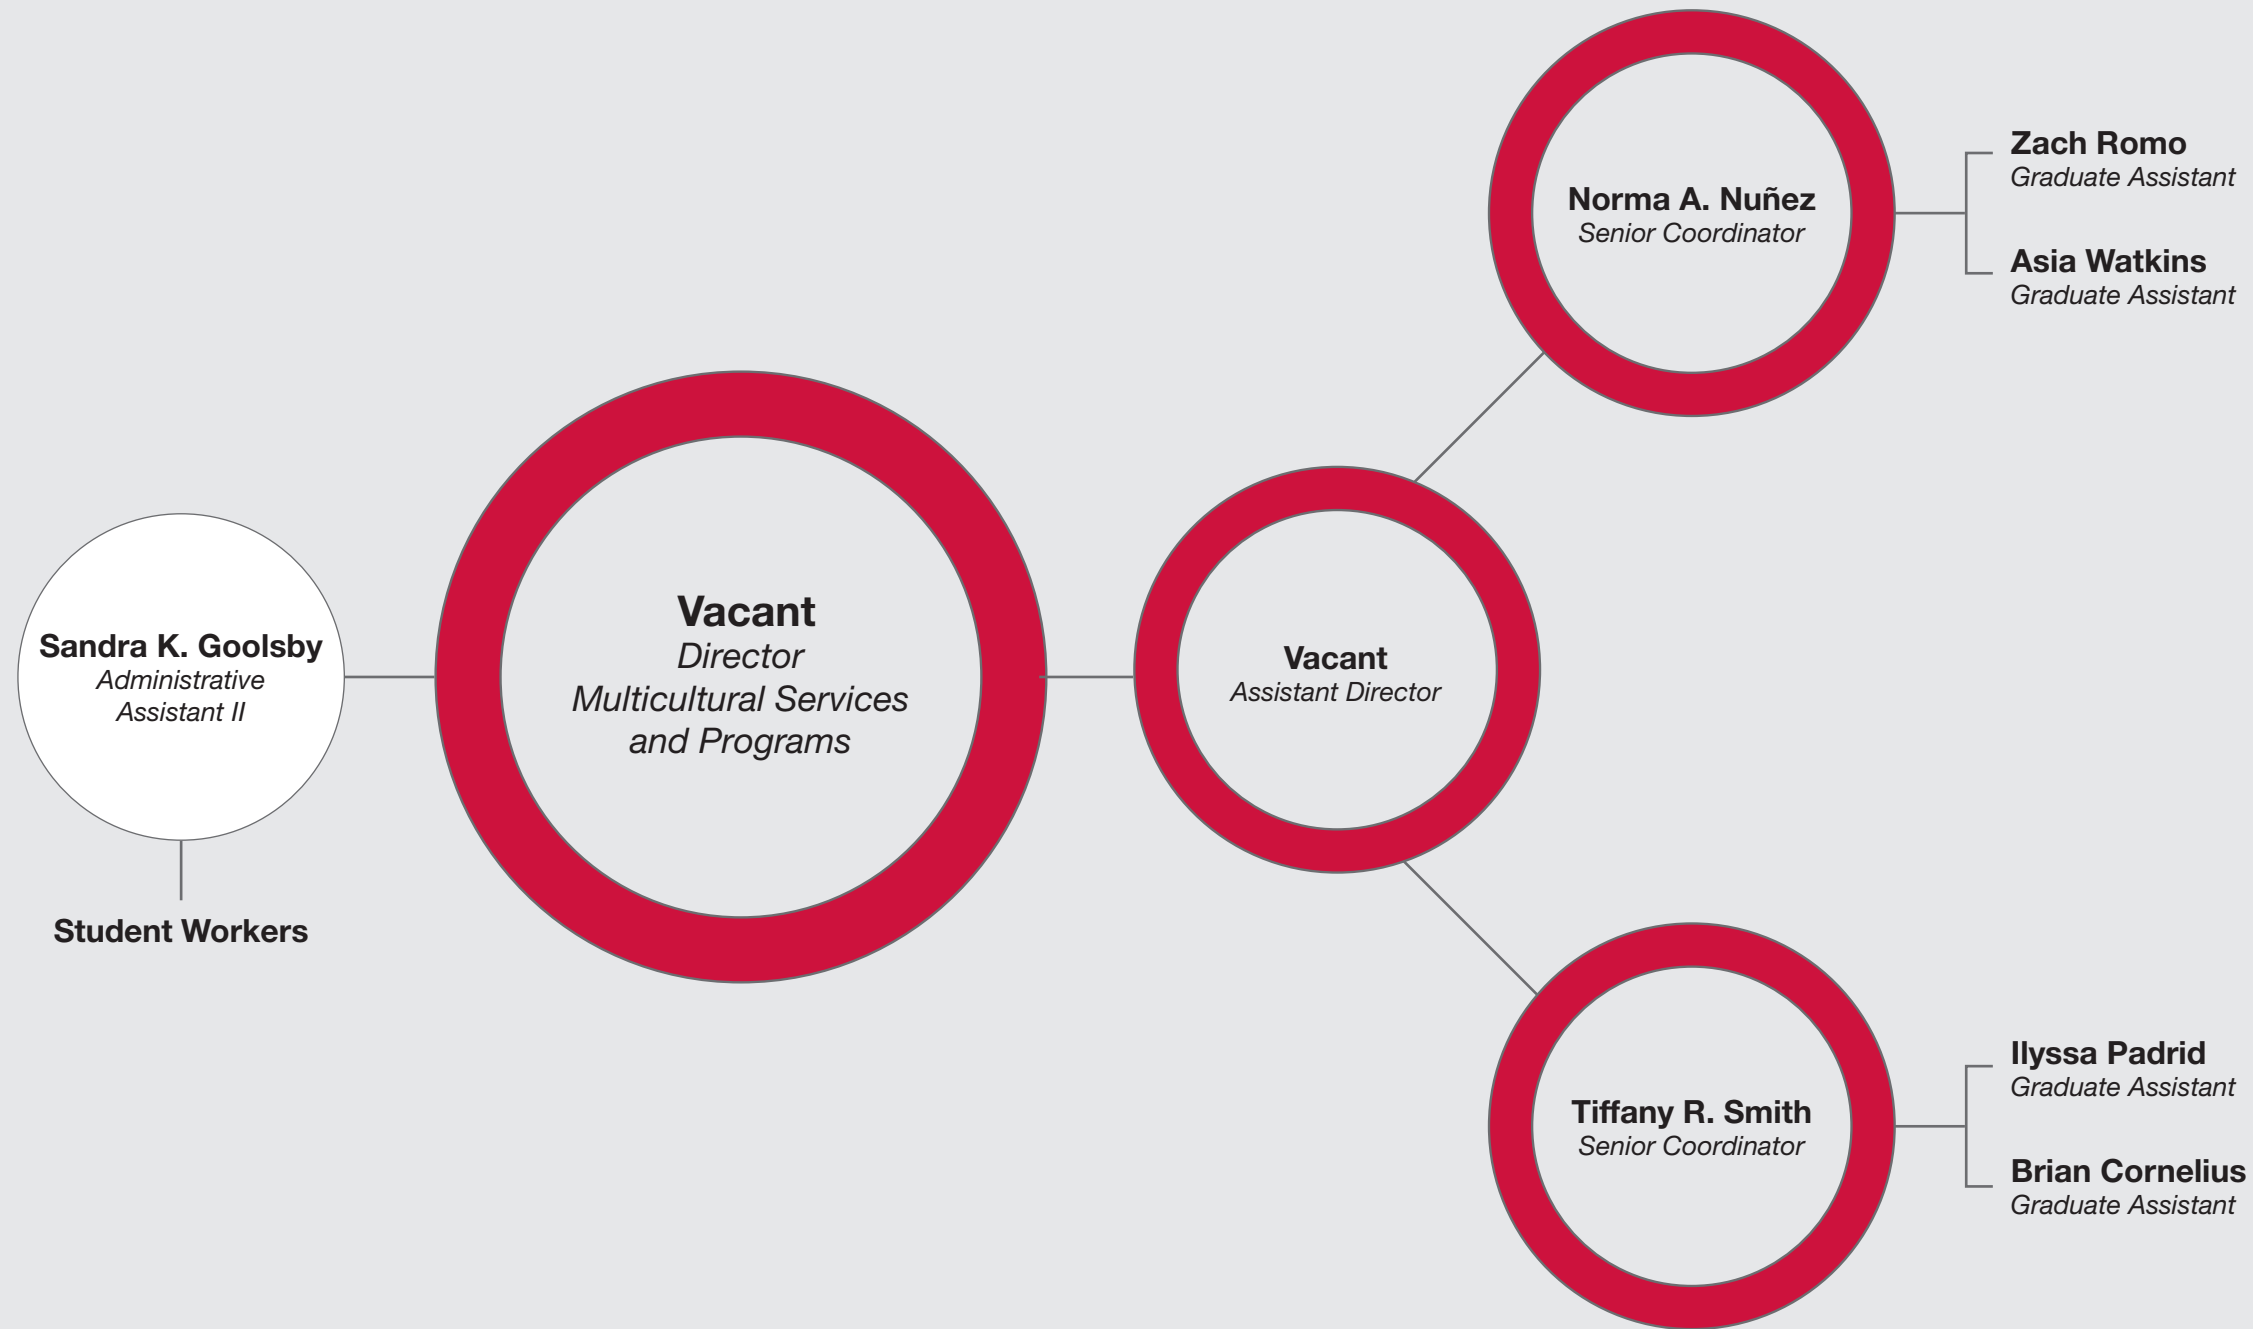 Sandra K. Goolsby
Administrative
Assistant II
Student Workers
Vacant
Director
Multicultural Services
and Programs
Vacant
Assistant Director
Norma A. Nuñez
Senior Coordinator
Zach Romo
Graduate Assistant
Asia Watkins
Graduate Assistant
Tiffany R. Smith
Senior Coordinator
Ilyssa Padrid
Graduate Assistant
Brian Cornelius
Graduate Assistant